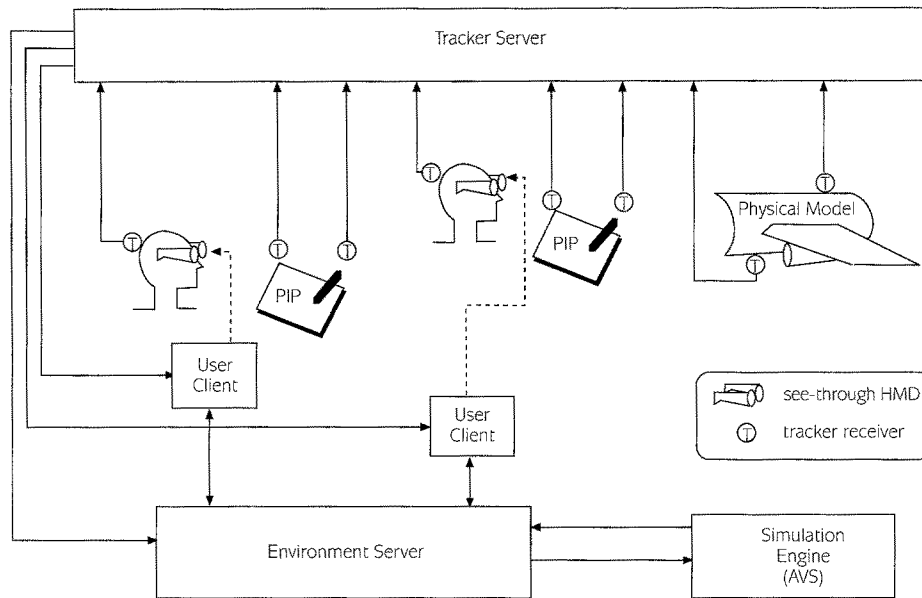 Tracker Server
T
T
T
T
T
T
T
Physical Model
T
PIP
PIP
User
Client
User
Client
see-through HMD
T tracker receiver
Environment Server
Simulation
Engine
(AVS)